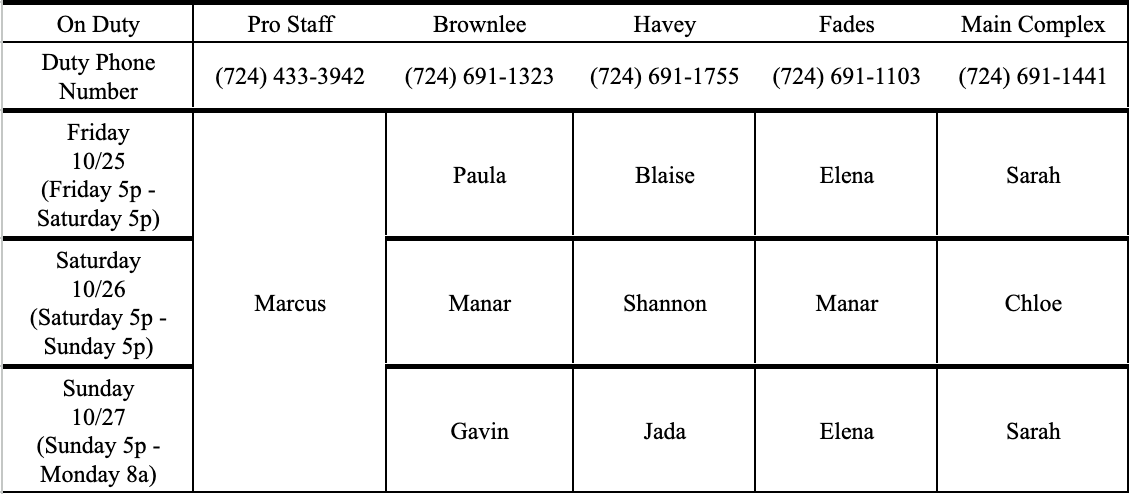 On Duty Pro Staff Brownlee Havey Fades Main Complex
Duty Phone
Number
(724) 433-3942 (724) 691-1323 (724) 691-1755 (724) 691-1103 (724) 691-1441
Friday
10/25
(Friday 5p -
Saturday 5p)
Paula Blaise Elena Sarah
Saturday
10/26
(Saturday 5p -
Sunday 5p)
Marcus Manar Shannon Manar Chloe
Sunday
10/27
(Sunday 5p -
Monday 8a)
Gavin Jada Elena Sarah